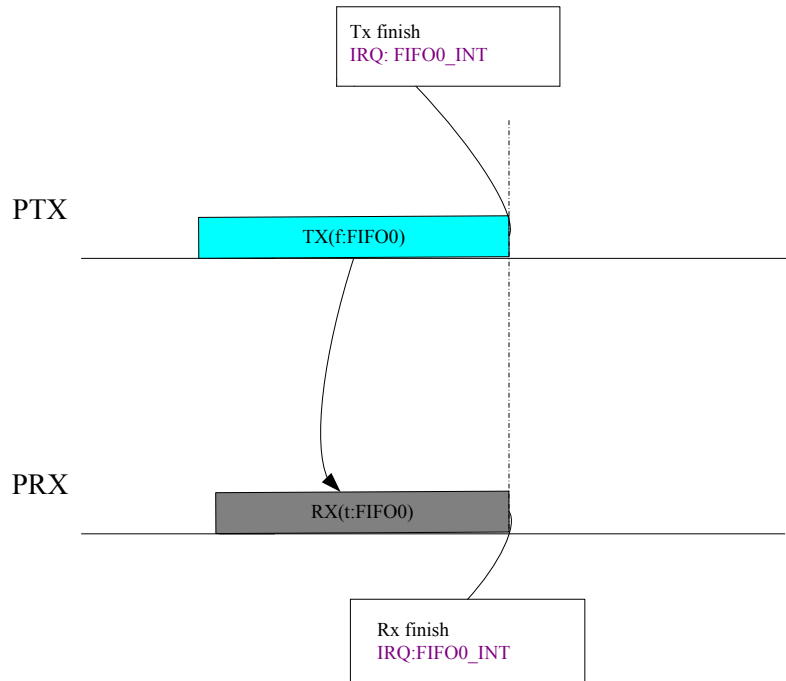 Tx finish
IRQ: FIFO0_INT
PTX
TX(f:FIFO0)
PRX
RX(t:FIFO0)
Rx finish
IRQ:FIFO0_INT